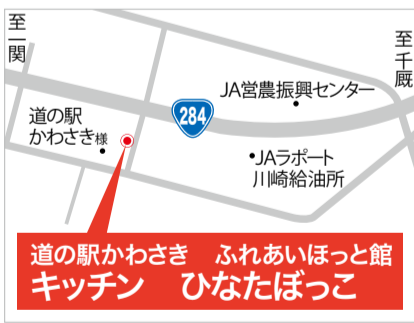 至一関
至千厩
JA営農振興センター
284
道の駅
かわさき様
JAラポート
川崎給油所
道の駅かわさき　ふれあいほっと館
キッチン　ひなたぼっこ